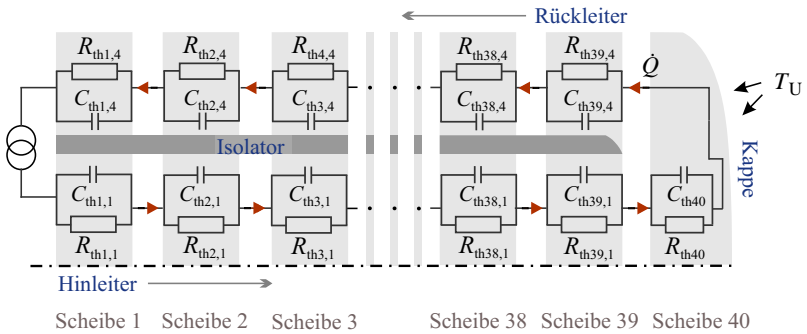 Rückleiter
Rth1,4 Rth2,4 Rth4,4 Rth38,4 Rth39,4 Q̇
TU
Cth1,4 Cth2,4 Cth3,4 Cth38,4 Cth39,4
Isolator
Kappe
Cth1,1 Cth2,1 Cth3,1 Cth38,1 Cth39,1 Cth40
Rth1,1 Rth2,1 Rth3,1 Rth38,1 Rth39,1 Rth40
Hinleiter
Scheibe 1 Scheibe 2 Scheibe 3 Scheibe 38 Scheibe 39 Scheibe 40